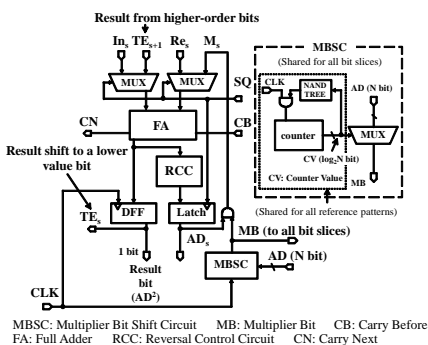 Result from higher-order bits
Ins TEs+1 Res Ms
MUX MUX
SQ
CN FA CB
Result shift to a lower value bit
RCC
TEs DFF Latch
ADs
1 bit
MB (to all bit slices)
Result bit (AD²)
MBSC AD (N bit)
CLK
MBSC
(Shared for all bit slices)
CLK NAND TREE AD (N bit)
counter MUX
CV (log2N bit)
CV: Counter Value MB
(Shared for all reference patterns)
MBSC: Multiplier Bit Shift Circuit MB: Multiplier Bit CB: Carry Before
FA: Full Adder RCC: Reversal Control Circuit CN: Carry Next